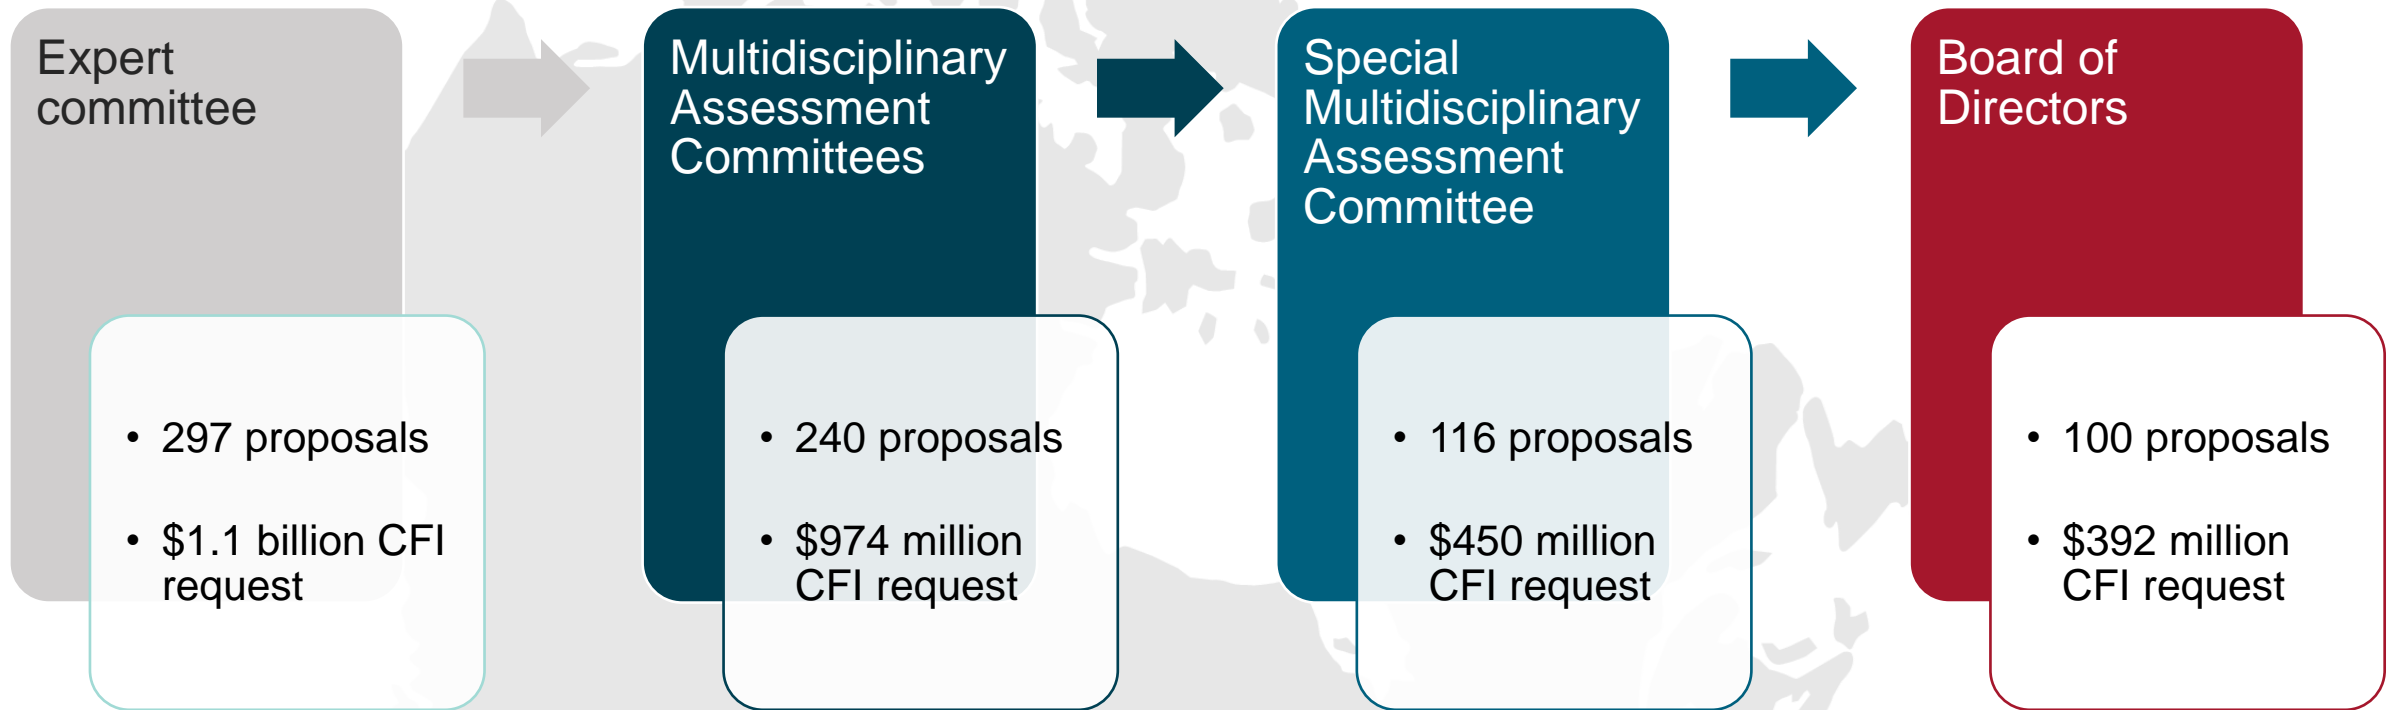 Expert
committee
• 297 proposals
• $1.1 billion CFI
request
Multidisciplinary
Assessment
Committees
• 240 proposals
• $974 million
CFI request
Special
Multidisciplinary
Assessment
Committee
• 116 proposals
• $450 million
CFI request
Board of
Directors
• 100 proposals
• $392 million
CFI request